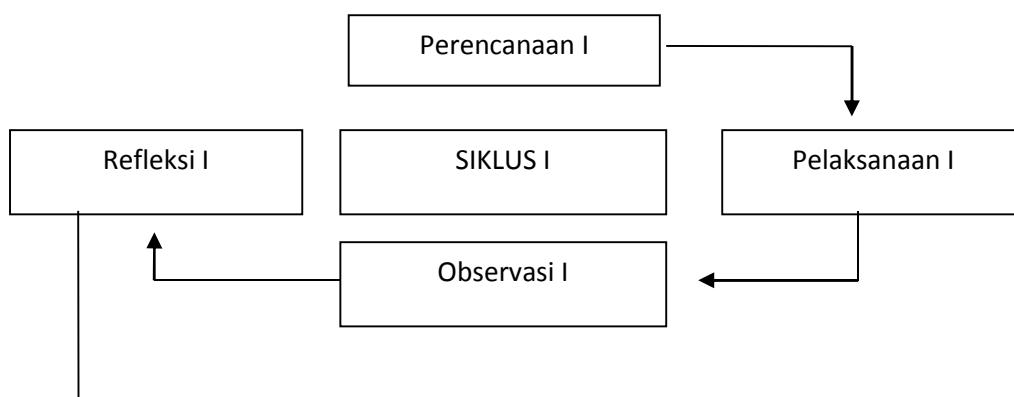 Perencanaan I
Refleksi I
SIKLUS I
Pelaksanaan I
Observasi I